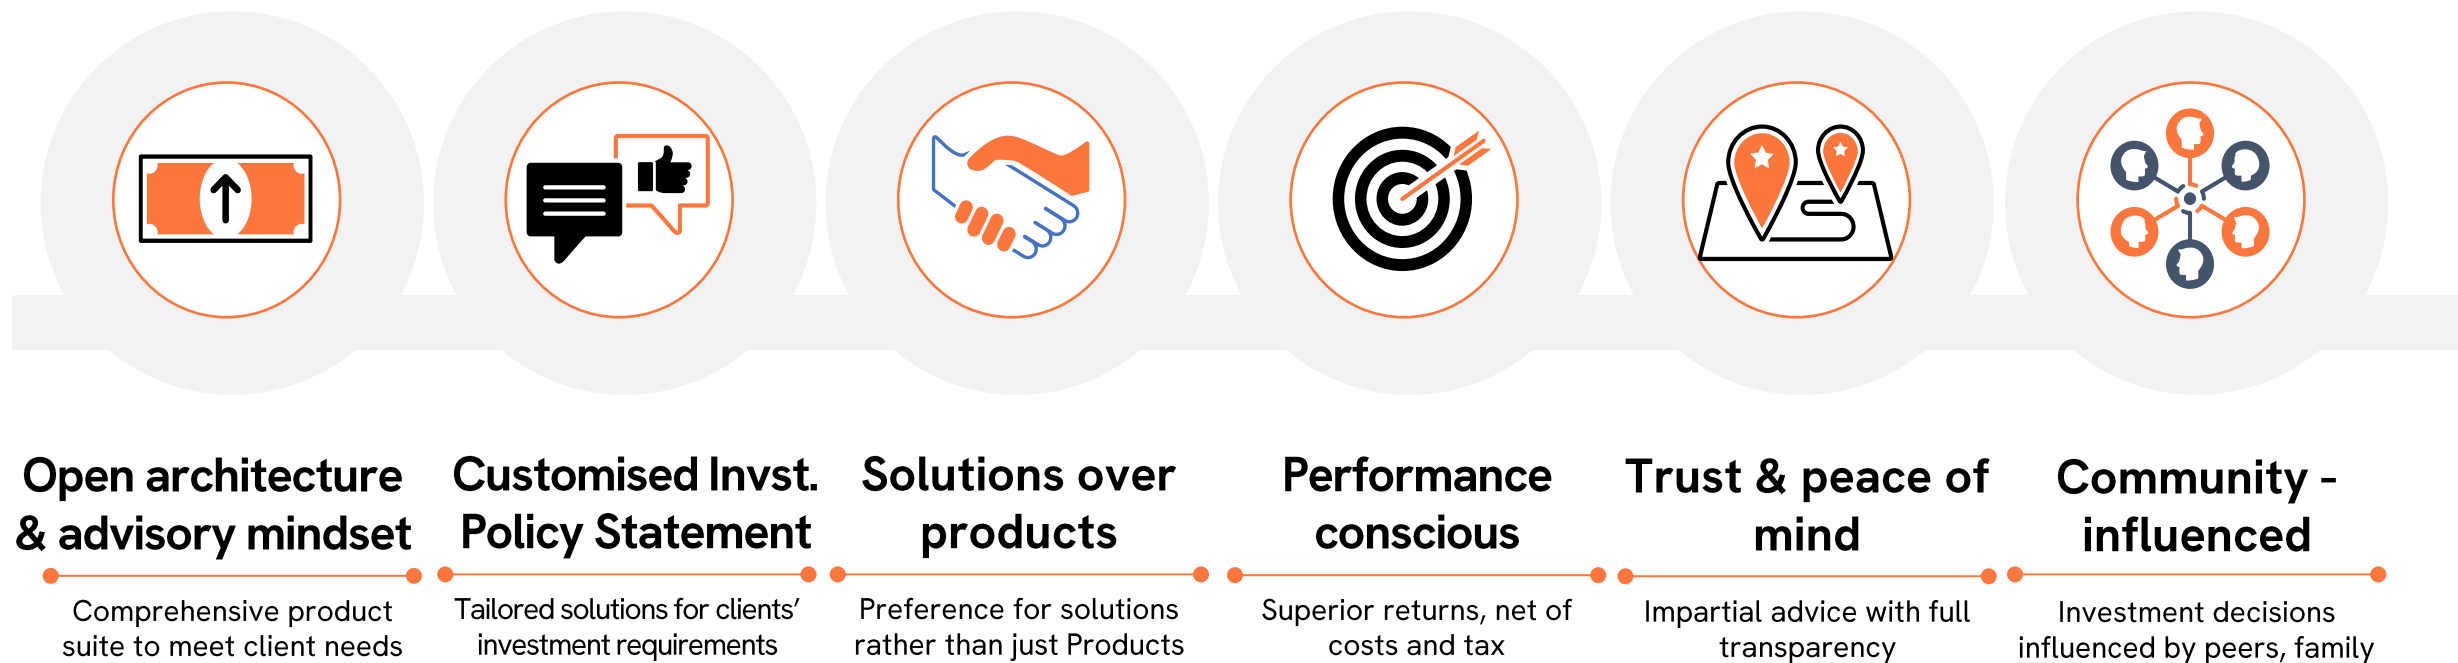 Open architecture
& advisory mindset
Comprehensive product
suite to meet client needs
Customised Invst.
Policy Statement
Tailored solutions for clients’
investment requirements
Solutions over
products
Preference for solutions
rather than just Products
Performance
conscious
Superior returns, net of
costs and tax
Trust & peace of
mind
Impartial advice with full
transparency
Community -
influenced
Investment decisions
influenced by peers, family